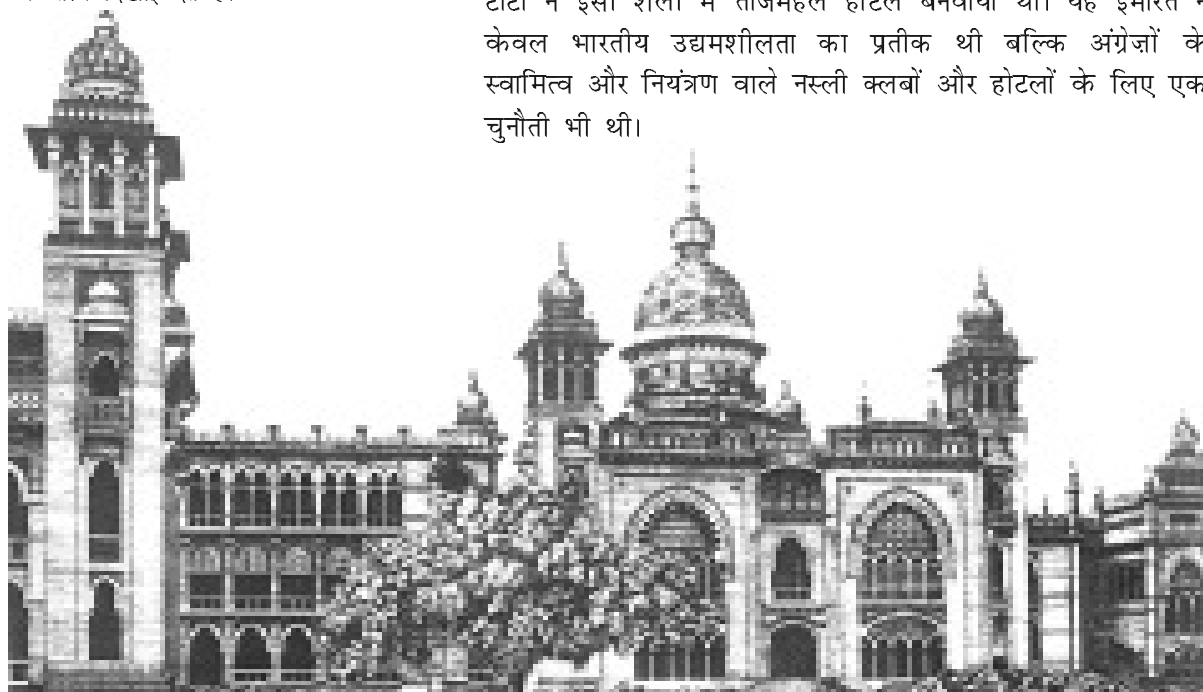 टाटा ने इसी शैली में ताजमहल होटल बनवाया था। यह इमारत न
केवल भारतीय उद्यमशीलता का प्रतीक थी बल्कि अंग्रेज़ों के
स्वामित्व और नियंत्रण वाले नस्ली क्लबों और होटलों के लिए एक
चुनौती भी थी।